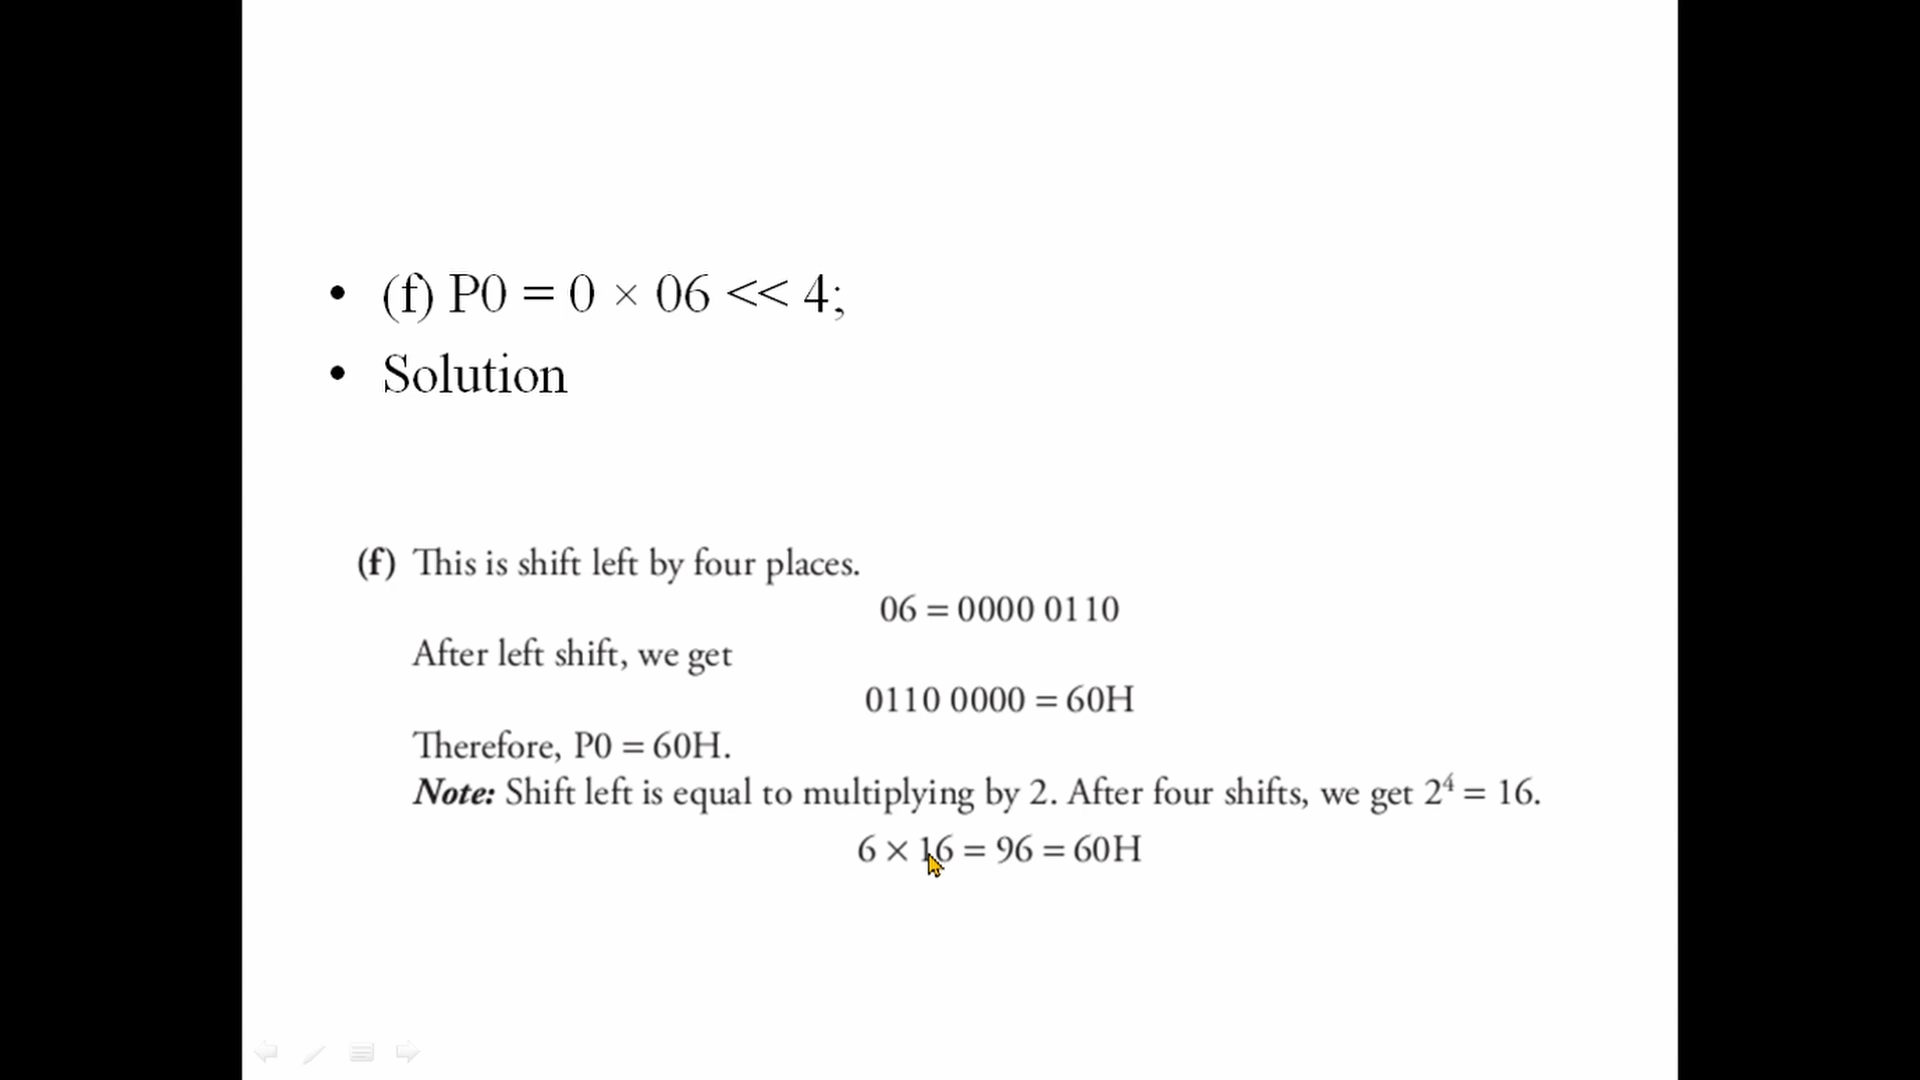 • (f) P0 = 0 × 06 << 4;
• Solution
(f) This is shift left by four places.
06 = 0000 0110
After left shift, we get
0110 0000 = 60H
Therefore, P0 = 60H.
Note: Shift left is equal to multiplying by 2. After four shifts, we get 2⁴ = 16.
6 × 16 = 96 = 60H